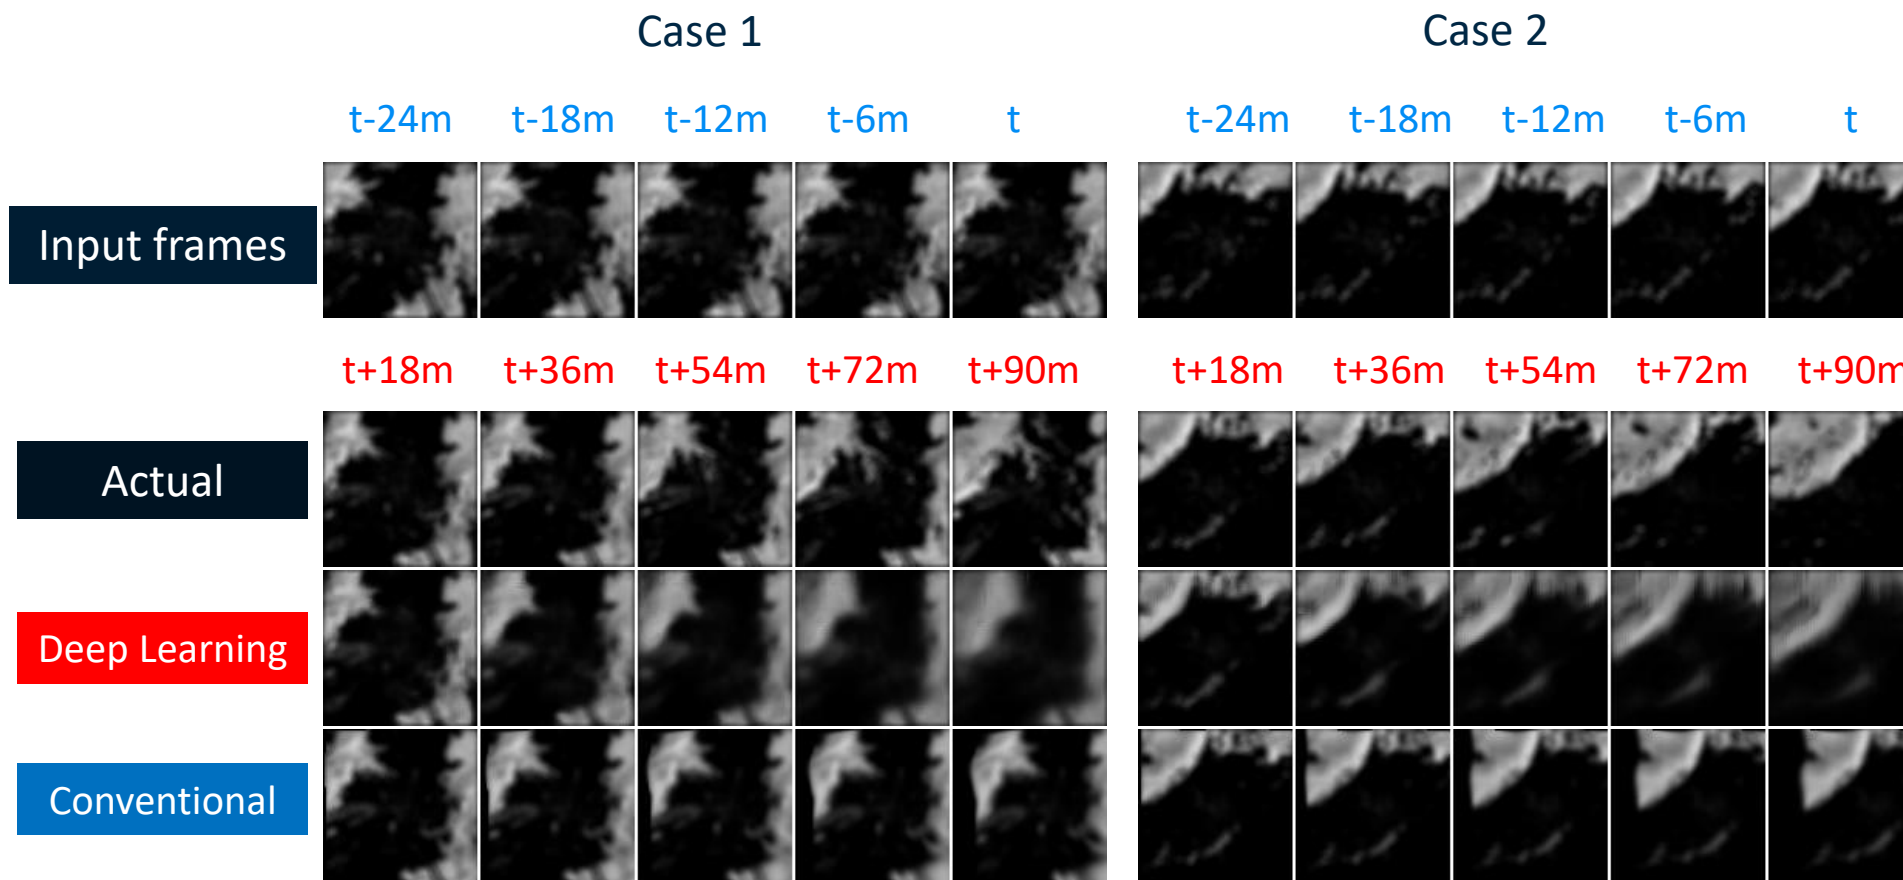 Case 1 Case 2
t-24m t-18m t-12m t-6m t t-24m t-18m t-12m t-6m t
Input frames
t+18m t+36m t+54m t+72m t+90m t+18m t+36m t+54m t+72m t+90m
Actual
Deep Learning
Conventional